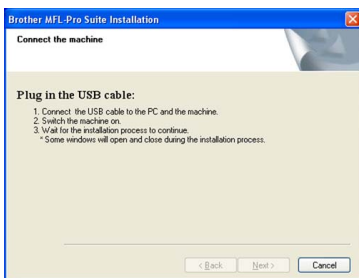 Brother MFL-Pro Suite Installation
Connect the machine
Plug in the USB cable:
1. Connect the USB cable to the PC and the machine.
2. Switch the machine on.
3. Wait for the installation process to continue.
* Some windows will open and close during the installation process.
< Back Next > Cancel